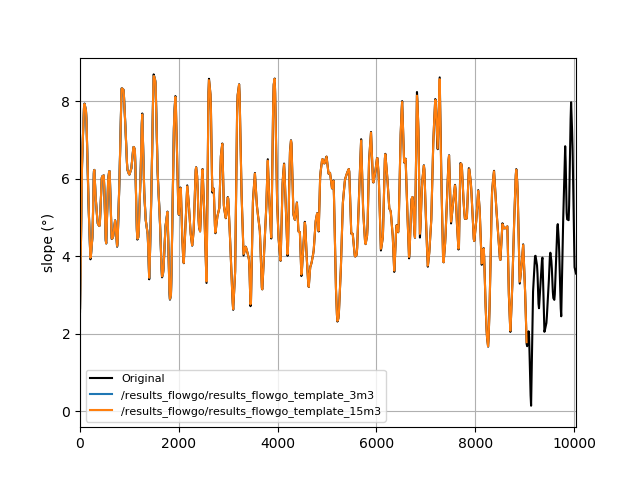 8
6
4
2
0
slope (°)
Original
/results_flowgo/results_flowgo_template_3m3
/results_flowgo/results_flowgo_template_15m3
0 2000 4000 6000 8000 10000